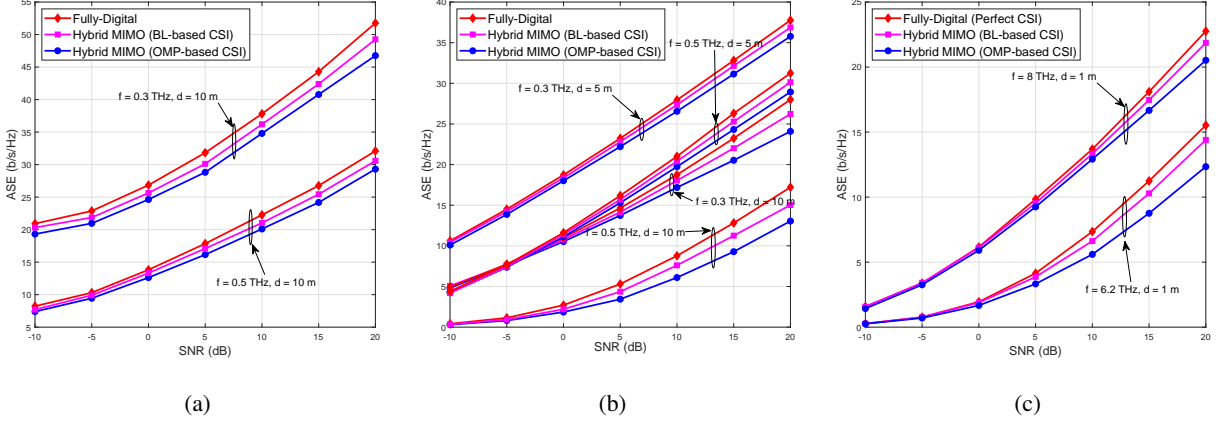 Fully-Digital
Hybrid MIMO (BL-based CSI)
Hybrid MIMO (OMP-based CSI)
f = 0.3 THz, d = 10 m
f = 0.5 THz, d = 10 m
ASE (b/s/Hz)
55
50
45
40
35
30
25
20
15
10
5
-10 -5 0 5 10 15 20
SNR (dB)
(a)
Fully-Digital
Hybrid MIMO (BL-based CSI)
Hybrid MIMO (OMP-based CSI)
f = 0.5 THz, d = 5 m
f = 0.3 THz, d = 5 m
f = 0.3 THz, d = 10 m
f = 0.5 THz, d = 10 m
ASE (b/s/Hz)
40
35
30
25
20
15
10
5
0
-10 -5 0 5 10 15 20
SNR (dB)
(b)
Fully-Digital (Perfect CSI)
Hybrid MIMO (BL-based CSI)
Hybrid MIMO (OMP-based CSI)
f = 8 THz, d = 1 m
f = 6.2 THz, d = 1 m
ASE (b/s/Hz)
25
20
15
10
5
0
-10 -5 0 5 10 15 20
SNR (dB)
(c)